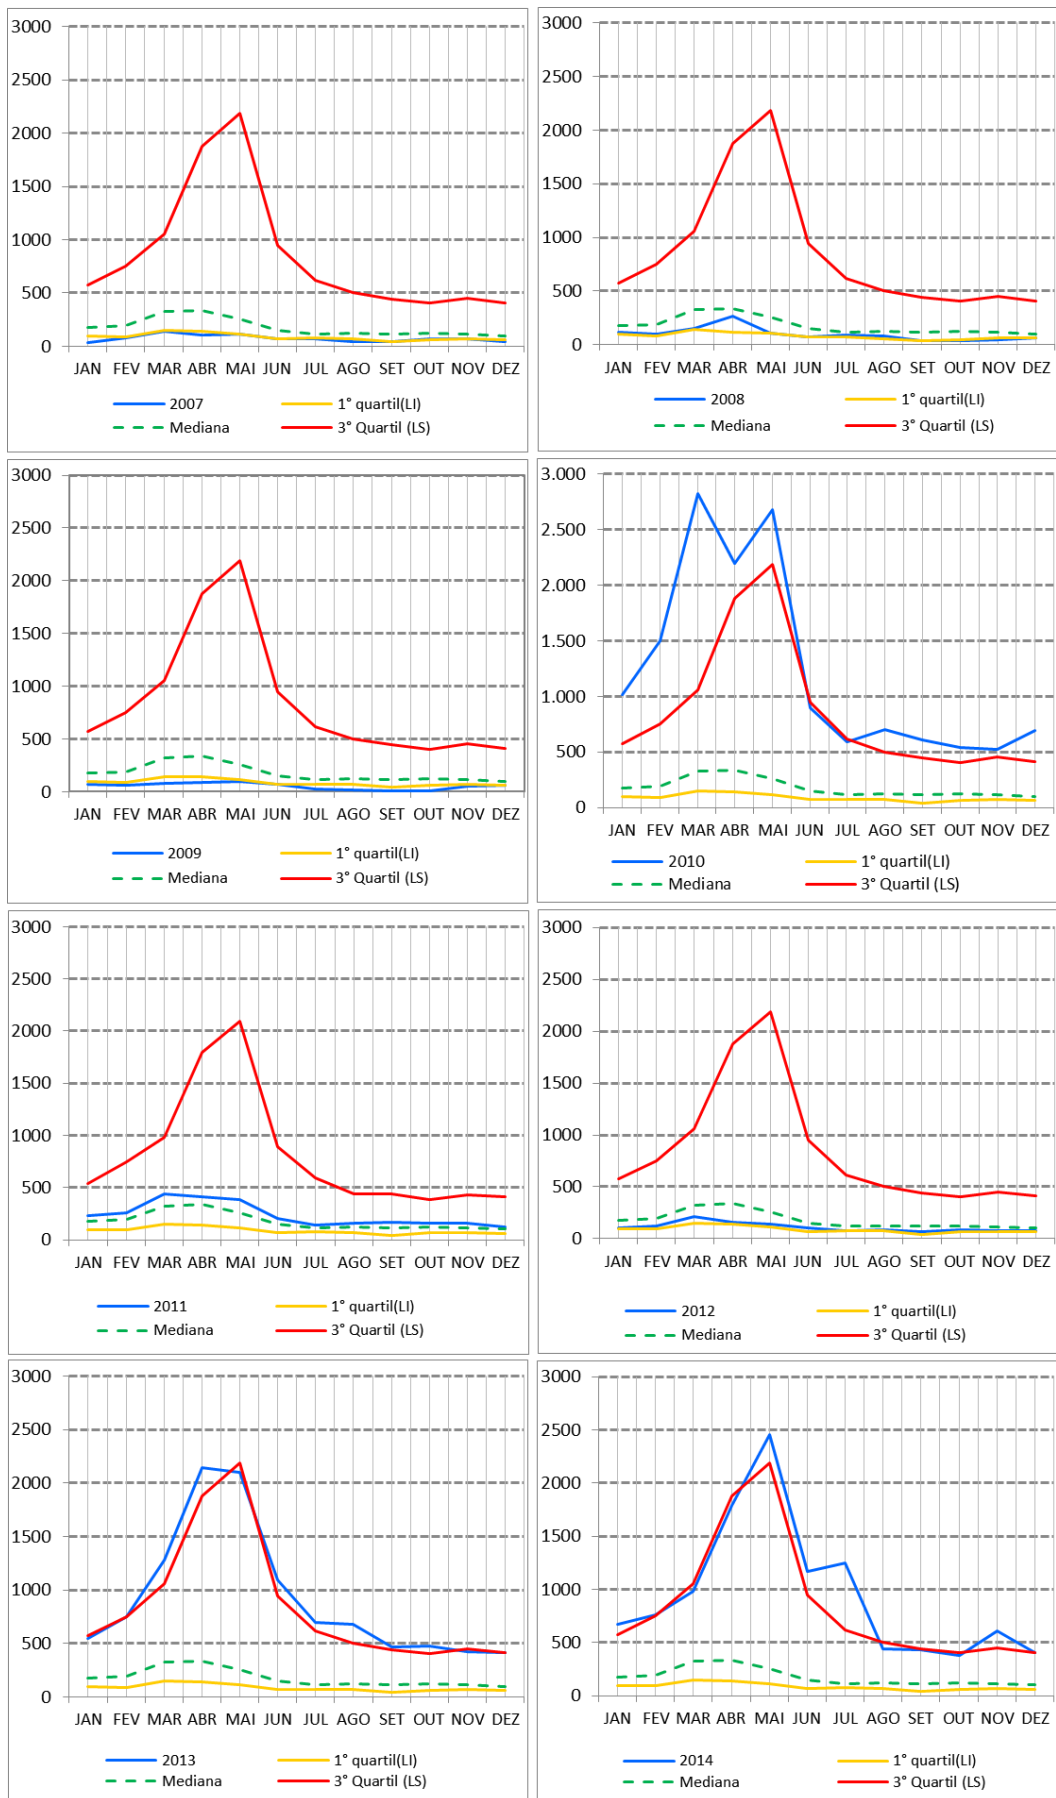 3000
2500
2000
1500
1000
500
0
JAN FEV MAR ABR MAI JUN JUL AGO SET OUT NOV DEZ
2007 1° quartil(LI)
Mediana 3° Quartil (LS)
3000
2500
2000
1500
1000
500
0
JAN FEV MAR ABR MAI JUN JUL AGO SET OUT NOV DEZ
2008 1° quartil(LI)
Mediana 3° Quartil (LS)
3000
2500
2000
1500
1000
500
0
JAN FEV MAR ABR MAI JUN JUL AGO SET OUT NOV DEZ
2009 1° quartil(LI)
Mediana 3° Quartil (LS)
3.000
2.500
2.000
1.500
1.000
500
0
JAN FEV MAR ABR MAI JUN JUL AGO SET OUT NOV DEZ
2010 1° quartil(LI)
Mediana 3° Quartil (LS)
3000
2500
2000
1500
1000
500
0
JAN FEV MAR ABR MAI JUN JUL AGO SET OUT NOV DEZ
2011 1° quartil(LI)
Mediana 3° Quartil (LS)
3000
2500
2000
1500
1000
500
0
JAN FEV MAR ABR MAI JUN JUL AGO SET OUT NOV DEZ
2012 1° quartil(LI)
Mediana 3° Quartil (LS)
3000
2500
2000
1500
1000
500
0
JAN FEV MAR ABR MAI JUN JUL AGO SET OUT NOV DEZ
2013 1° quartil(LI)
Mediana 3° Quartil (LS)
3000
2500
2000
1500
1000
500
0
JAN FEV MAR ABR MAI JUN JUL AGO SET OUT NOV DEZ
2014 1° quartil(LI)
Mediana 3° Quartil (LS)